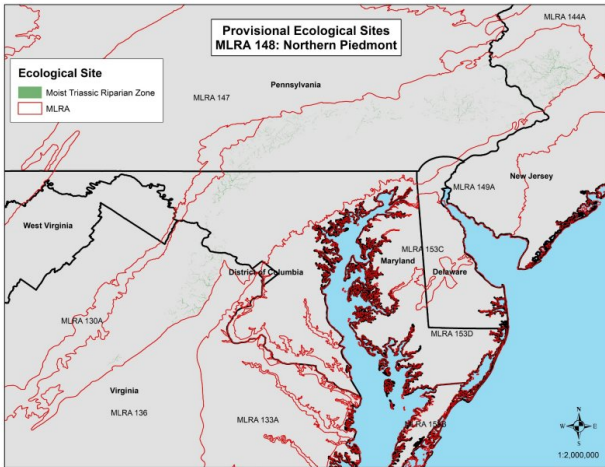 Provisional Ecological Sites
MLRA 148: Northern Piedmont
MLRA 144A
Ecological Site
Moist Triassic Riparian Zone
MLRA
Pennsylvania
MLRA 147
New Jersey
MLRA 149A
West Virginia
MLRA 153C
Maryland
Delaware
District of Columbia
MLRA 130A
MLRA 153D
Virginia
MLRA 136
MLRA 133A
N
W
E
S
1:2,000,000